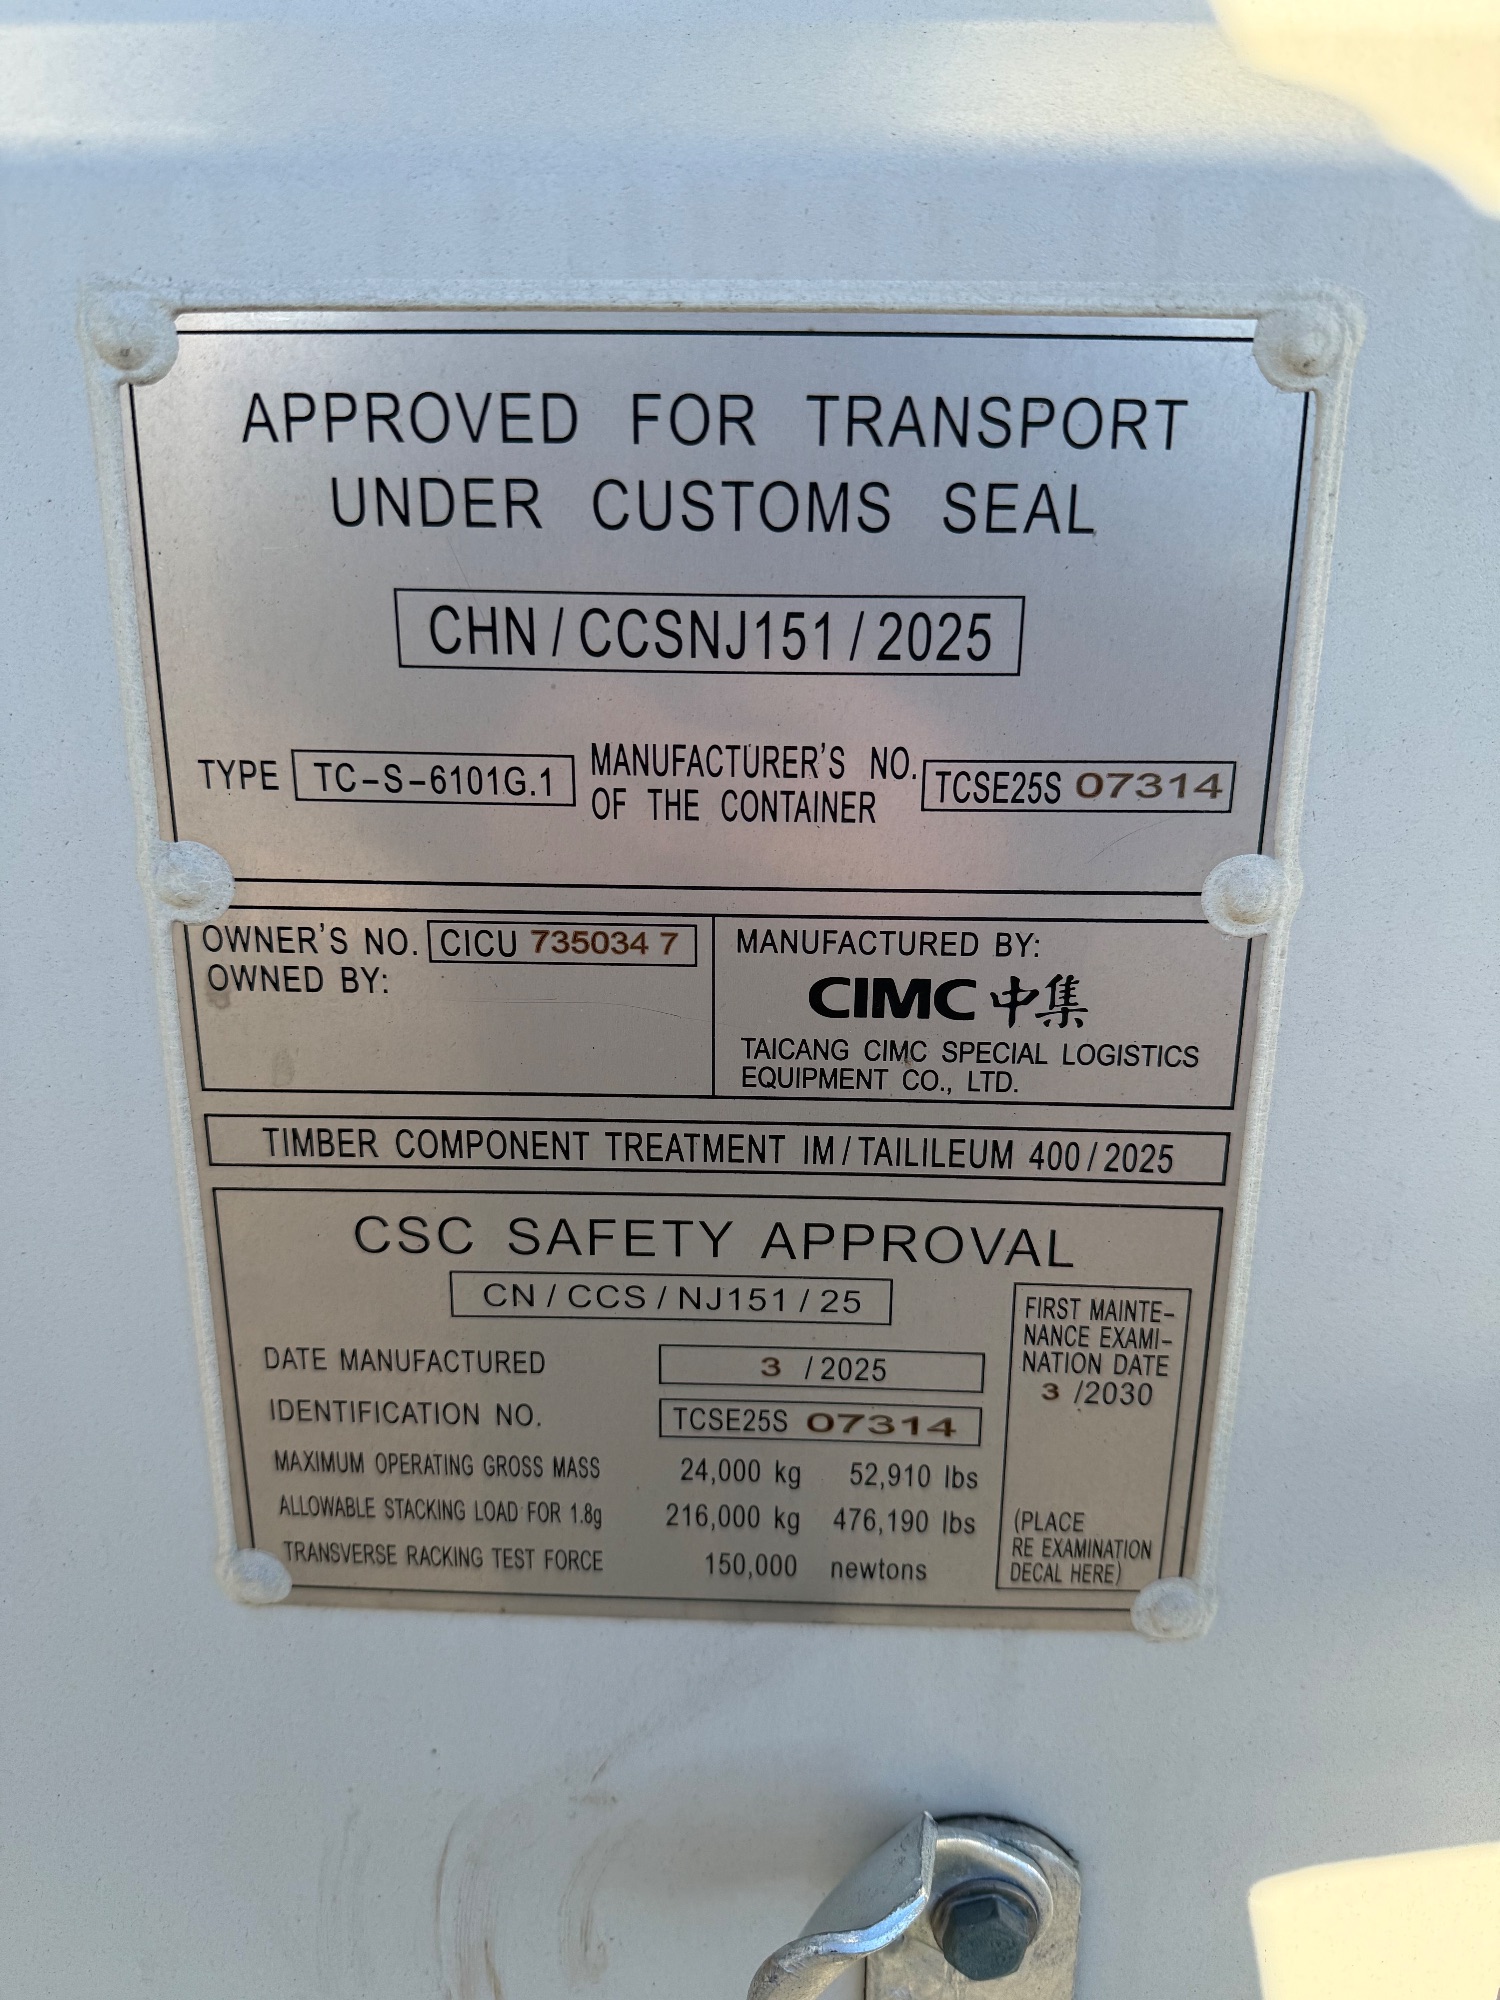 APPROVED FOR TRANSPORT
UNDER CUSTOMS SEAL
CHN / CCSNJ151 / 2025
TYPE TC-S-6101G.1 MANUFACTURER'S NO. OF THE CONTAINER TCSE25S 07314
OWNER'S NO. CICU 735034 7
OWNED BY:
MANUFACTURED BY:
CIMC 中集
TAICANG CIMC SPECIAL LOGISTICS
EQUIPMENT CO., LTD.
TIMBER COMPONENT TREATMENT IM / TAILILEUM 400 / 2025
CSC SAFETY APPROVAL
CN / CCS / NJ151 / 25
DATE MANUFACTURED 3 / 2025
IDENTIFICATION NO. TCSE25S 07314
MAXIMUM OPERATING GROSS MASS 24,000 kg 52,910 lbs
ALLOWABLE STACKING LOAD FOR 1.8g 216,000 kg 476,190 lbs
TRANSVERSE RACKING TEST FORCE 150,000 newtons
FIRST MAINTE-
NANCE EXAMI-
NATION DATE
3 /2030
(PLACE
RE EXAMINATION
DECAL HERE)